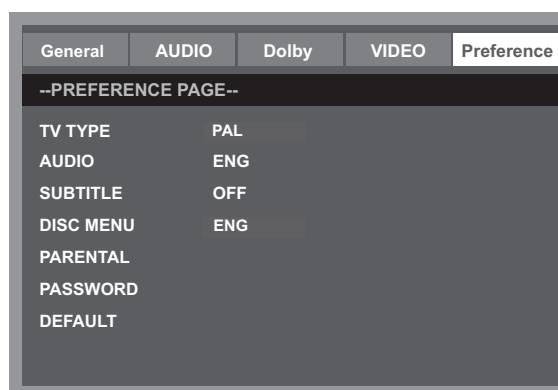 General AUDIO Dolby VIDEO Preference
--PREFERENCE PAGE--
TV TYPE PAL
AUDIO ENG
SUBTITLE OFF
DISC MENU ENG
PARENTAL
PASSWORD
DEFAULT